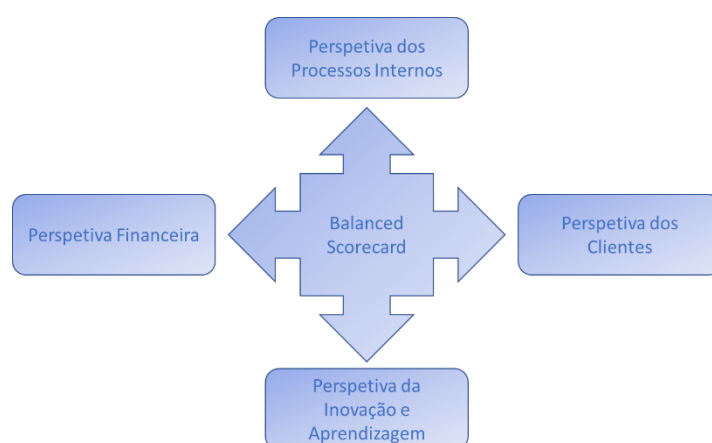 Perspetiva dos
Processos Internos
Perspetiva Financeira
Balanced
Scorecard
Perspetiva dos
Clientes
Perspetiva da
Inovação e
Aprendizagem